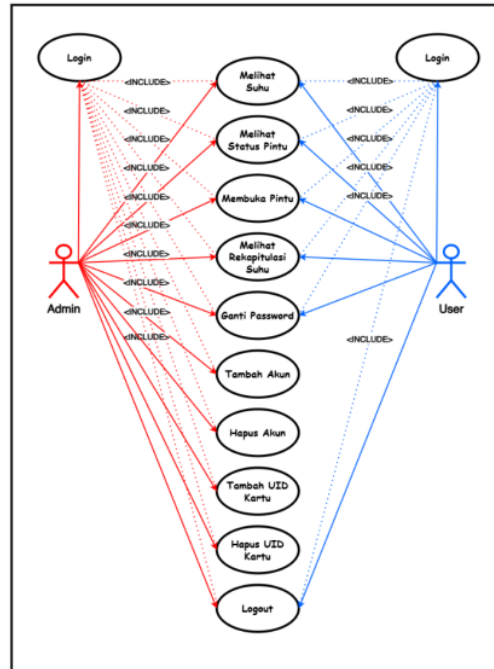 Login
Login
<INCLUDE>
Melihat
Suhu
<INCLUDE>
<INCLUDE>
Melihat
Status Pintu
<INCLUDE>
<INCLUDE>
<INCLUDE>
<INCLUDE>
Membuka Pintu
<INCLUDE>
<INCLUDE>
<INCLUDE>
Melihat
Rekapitulasi
Suhu
<INCLUDE>
Admin
User
<INCLUDE>
Ganti Password
<INCLUDE>
<INCLUDE>
Tambah Akun
Hapus Akun
Tambah UID
Kartu
Hapus UID
Kartu
Logout